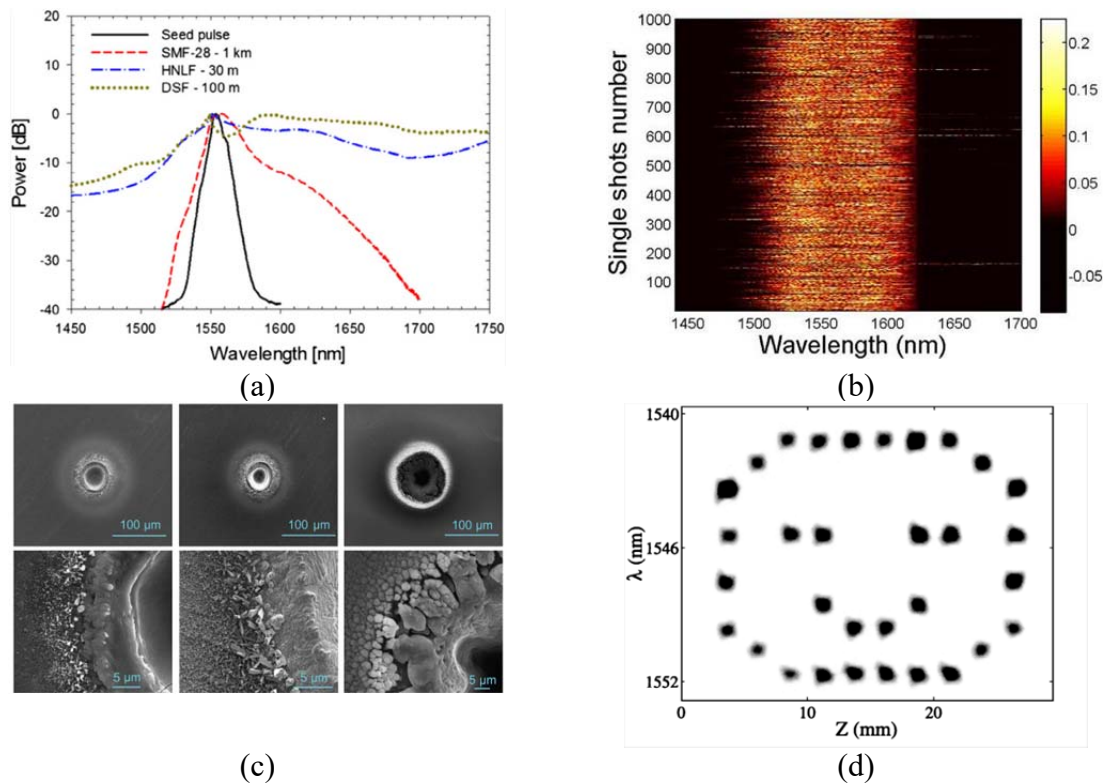 Seed pulse
SMF-28 - 1 km
HNLF - 30 m
DSF - 100 m
Power [dB]
10
0
-10
-20
-30
-40
1450 1500 1550 1600 1650 1700 1750
Wavelength [nm]
(a)
Single shots number
1000
900
800
700
600
500
400
300
200
100
1450 1500 1550 1600 1650 1700
Wavelength (nm)
0.2
0.15
0.1
0.05
0
-0.05
(b)
100 µm 100 µm 100 µm
5 µm 5 µm 5 µm
(c)
λ (nm)
1540
1546
1552
0 10 20
Z (mm)
(d)